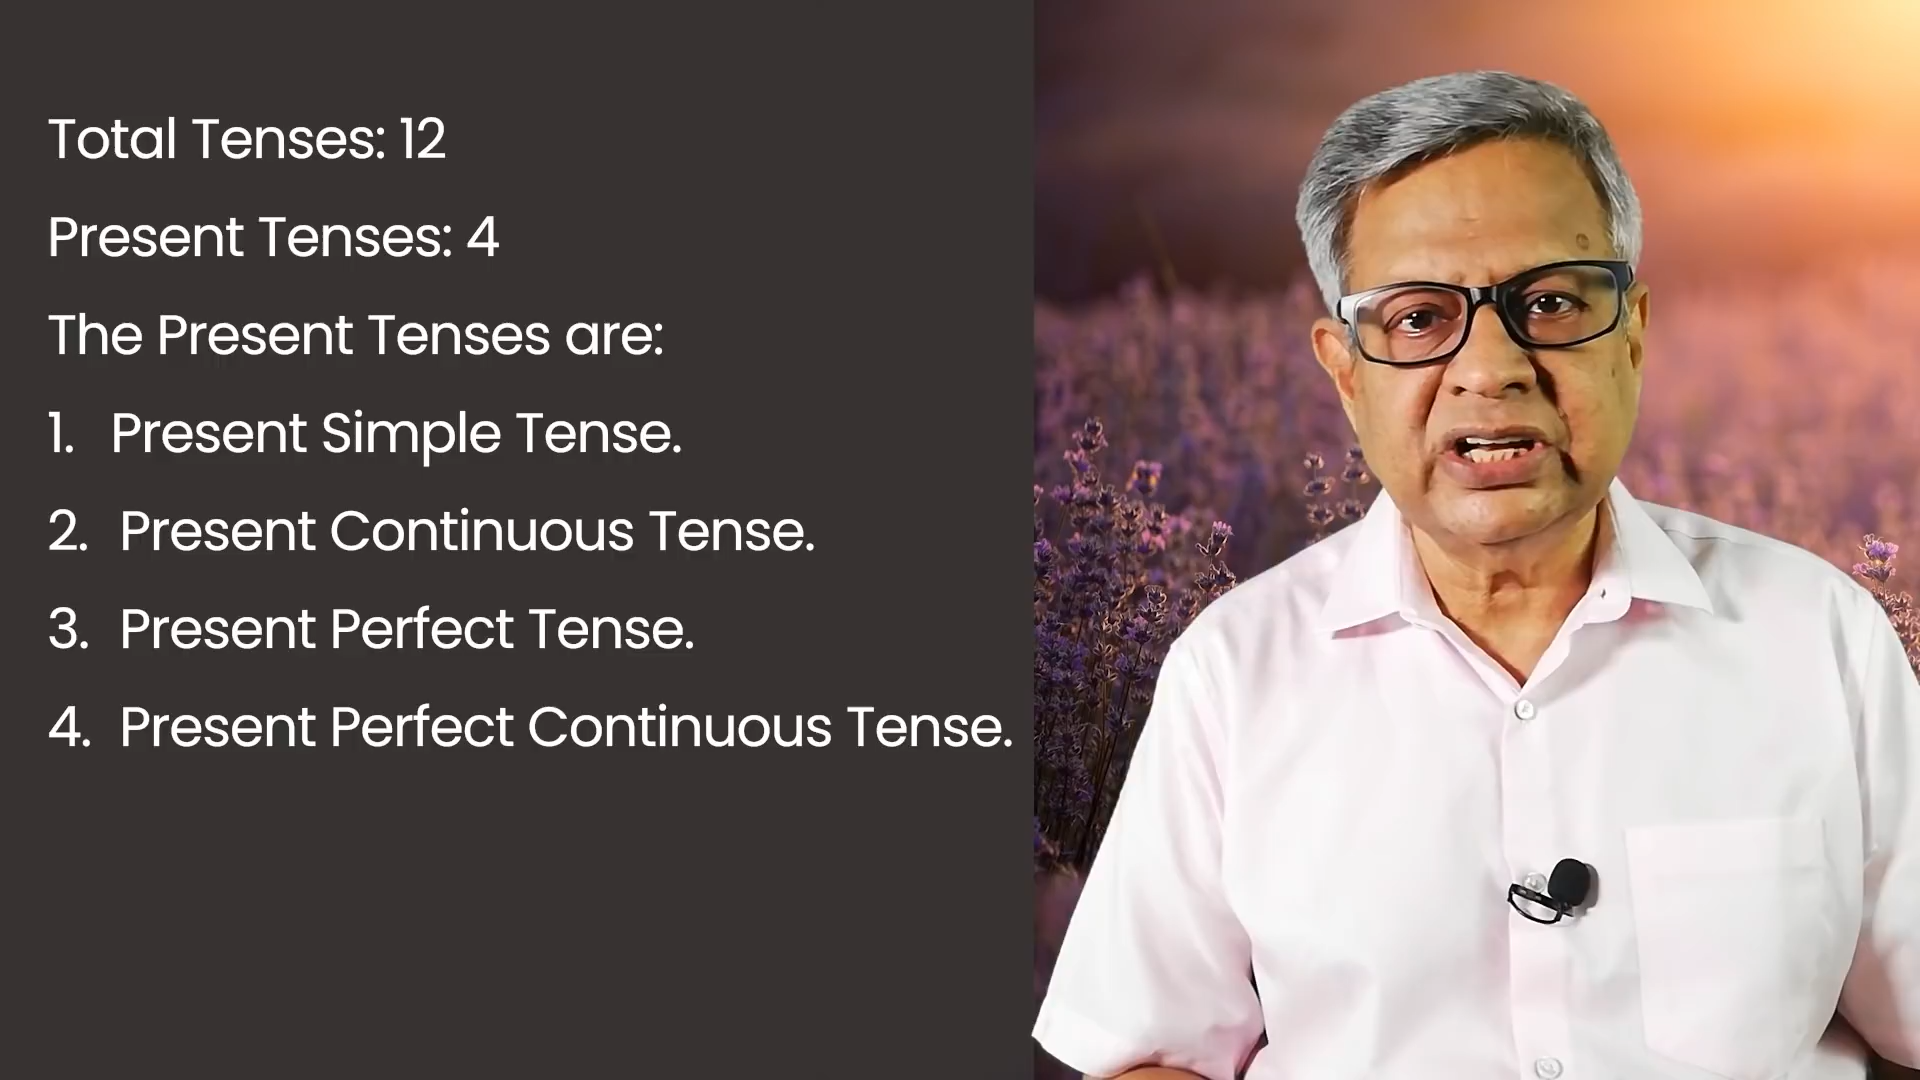 Total Tenses: 12
Present Tenses: 4
The Present Tenses are:
1. Present Simple Tense.
2. Present Continuous Tense.
3. Present Perfect Tense.
4. Present Perfect Continuous Tense.